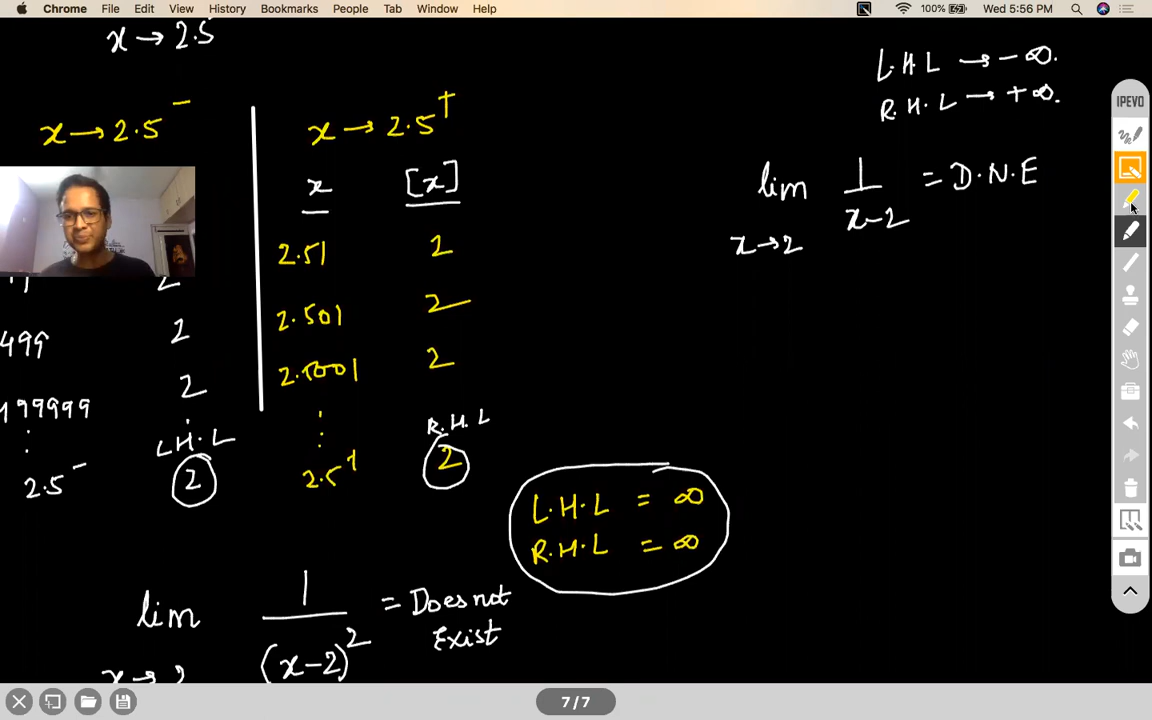 Chrome File Edit View History Bookmarks People Tab Window Help 100% Wed 5:56 PM
x → 2.5
L.H.L → -∞.
R.H.L → +∞.
x → 2.5⁻
x → 2.5⁺
x [x]
2.51 2
2.501 2
2.5001 2
⋮
2.5⁺
R.H.L
2
2
499 2
2
499999
⋮
2.5⁻
L.H.L
2
lim 1/(x-2) = D.N.E
x→2
L.H.L = ∞
R.H.L = ∞
lim 1/(x-2)² = Does not
Exist
IPEVO
7/7